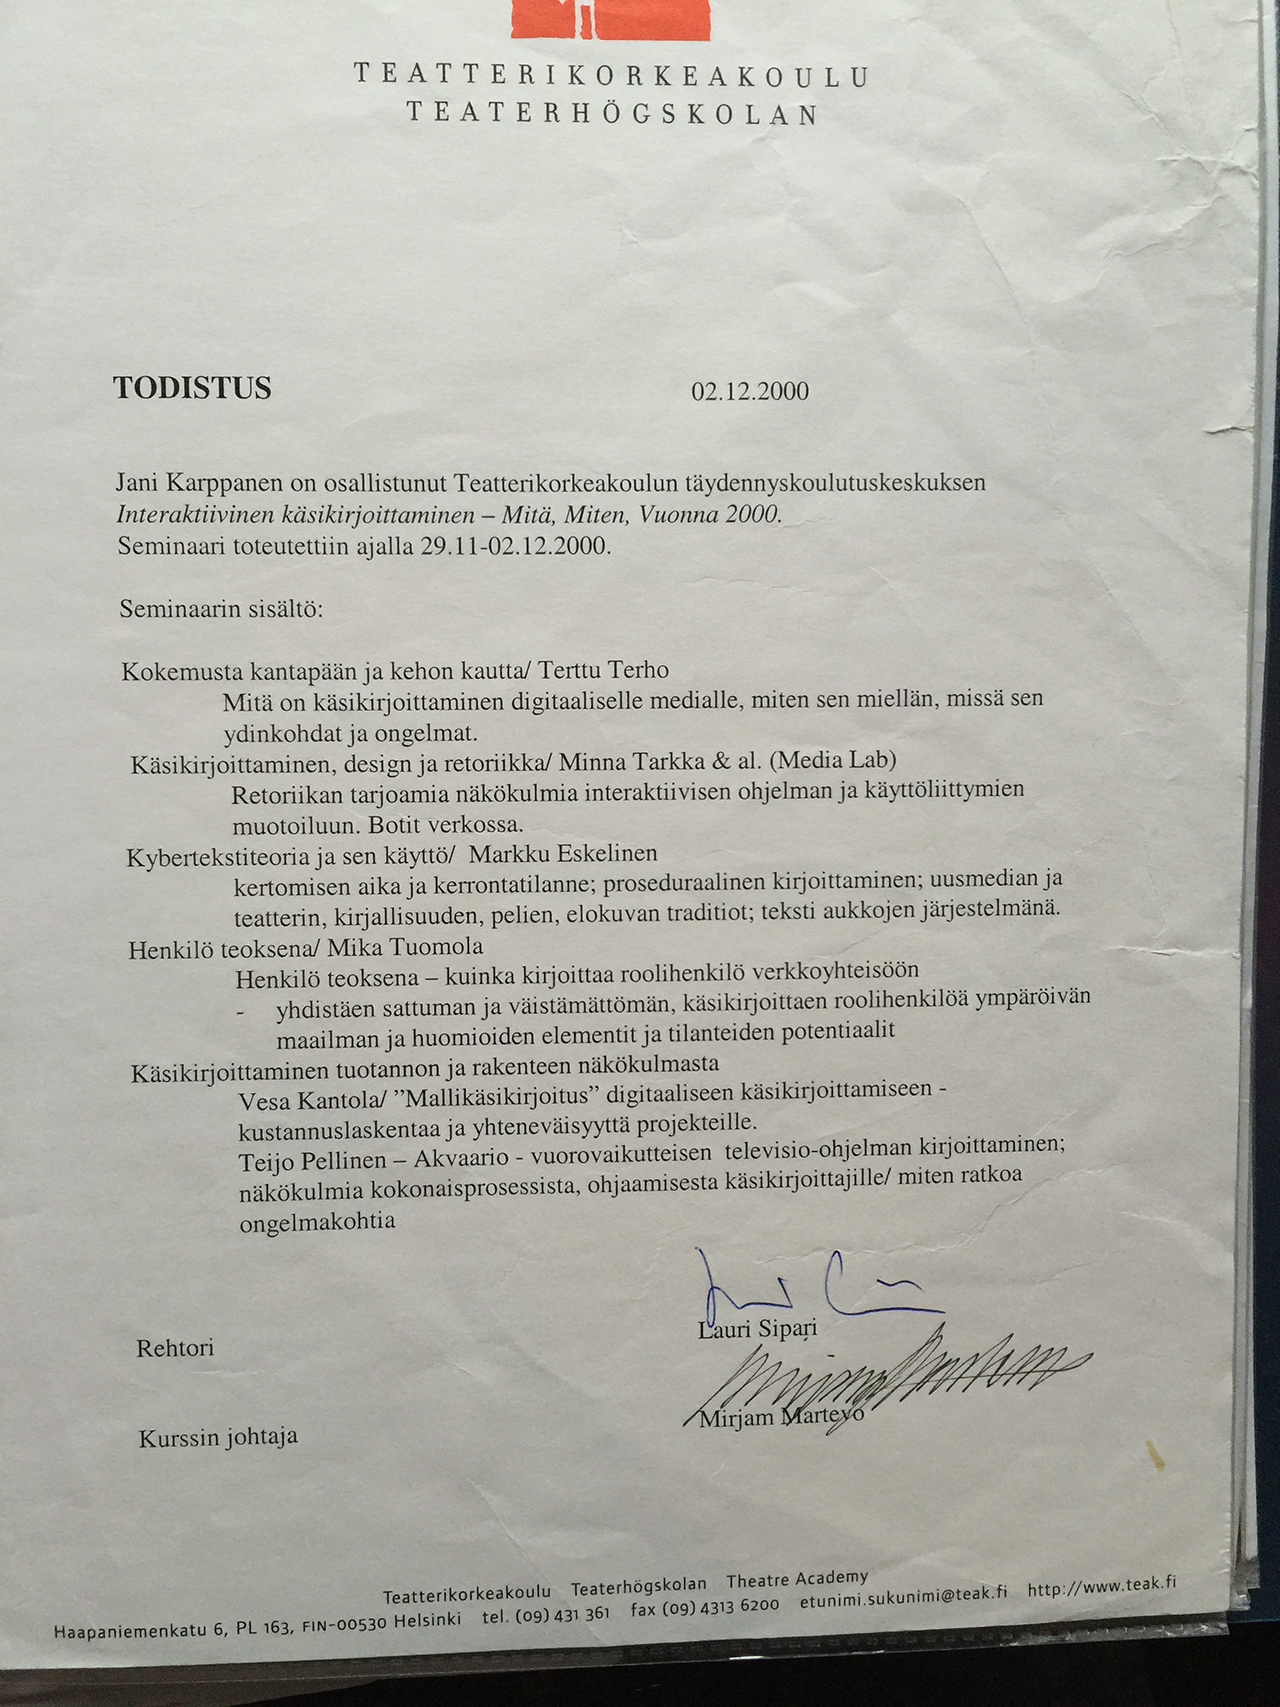 TEATTERIKORKEAKOULU
TEATERHÖGSKOLAN
TODISTUS 02.12.2000
Jani Karppanen on osallistunut Teatterikorkeakoulun täydennyskoulutuskeskuksen
Interaktiivinen käsikirjoittaminen – Mitä, Miten, Vuonna 2000.
Seminaari toteutettiin ajalla 29.11-02.12.2000.
Seminaarin sisältö:
Kokemusta kantapään ja kehon kautta/ Terttu Terho
Mitä on käsikirjoittaminen digitaaliselle medialle, miten sen miellän, missä sen
ydinkohdat ja ongelmat.
Käsikirjoittaminen, design ja retoriikka/ Minna Tarkka & al. (Media Lab)
Retoriikan tarjoamia näkökulmia interaktiivisen ohjelman ja käyttöliittymien
muotoiluun. Botit verkossa.
Kybertekstiteoria ja sen käyttö/ Markku Eskelinen
kertomisen aika ja kerrontatilanne; proseduraalinen kirjoittaminen; uusmedian ja
teatterin, kirjallisuuden, pelien, elokuvan traditiot; teksti aukkojen järjestelmänä.
Henkilö teoksena/ Mika Tuomola
Henkilö teoksena – kuinka kirjoittaa roolihenkilö verkkoyhteisöön
- yhdistäen sattuman ja väistämättömän, käsikirjoittaen roolihenkilöä ympäröivän
maailman ja huomioiden elementit ja tilanteiden potentiaalit
Käsikirjoittaminen tuotannon ja rakenteen näkökulmasta
Vesa Kantola/ ”Mallikäsikirjoitus” digitaaliseen käsikirjoittamiseen -
kustannuslaskentaa ja yhteneväisyyttä projekteille.
Teijo Pellinen – Akvaario - vuorovaikutteisen televisio-ohjelman kirjoittaminen;
näkökulmia kokonaisprosessista, ohjaamisesta käsikirjoittajille/ miten ratkoa
ongelmakohtia
Lauri Sipari
Rehtori
Mirjam Martevo
Kurssin johtaja
Teatterikorkeakoulu Teaterhögskolan Theatre Academy
Haapaniemenkatu 6, PL 163, FIN-00530 Helsinki tel. (09) 431 361 fax (09) 4313 6200 etunimi.sukunimi@teak.fi http://www.teak.fi